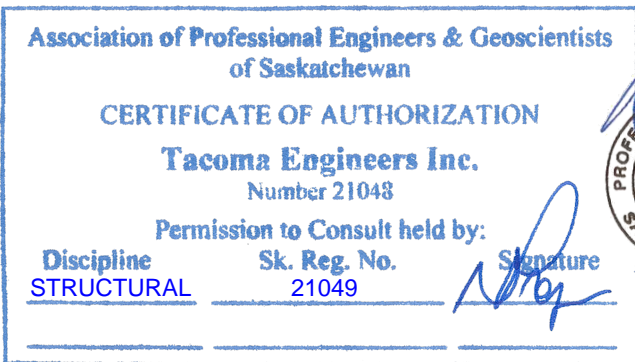 Association of Professional Engineers & Geoscientists
of Saskatchewan
CERTIFICATE OF AUTHORIZATION
Tacoma Engineers Inc.
Number 21048
Permission to Consult held by:
Discipline Sk. Reg. No. Signature
STRUCTURAL 21049
PROFE